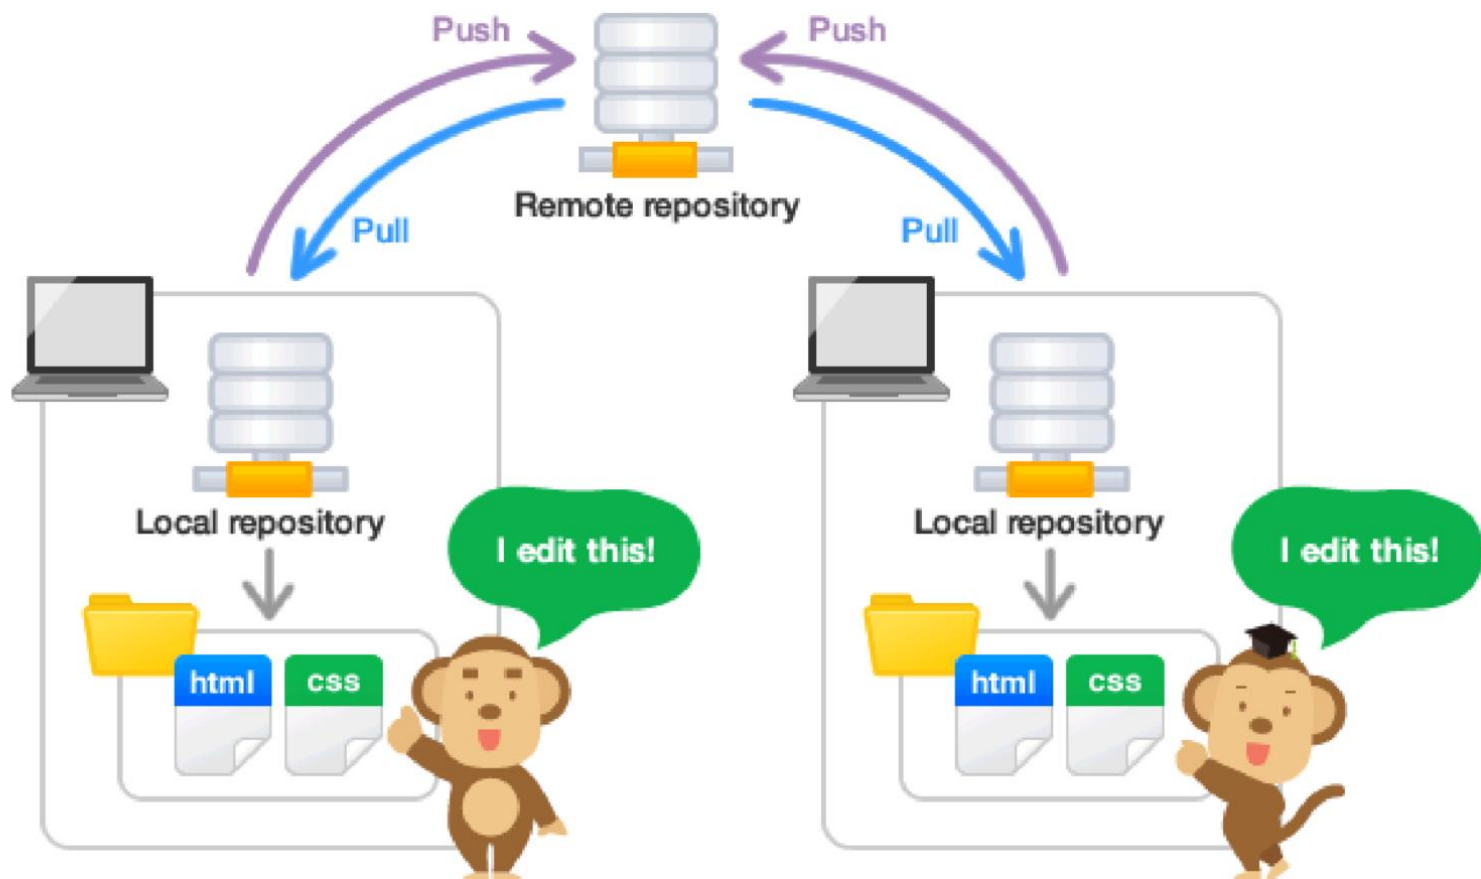 Push
Push
Remote repository
Pull
Pull
Local repository
Local repository
I edit this!
I edit this!
html
css
html
css